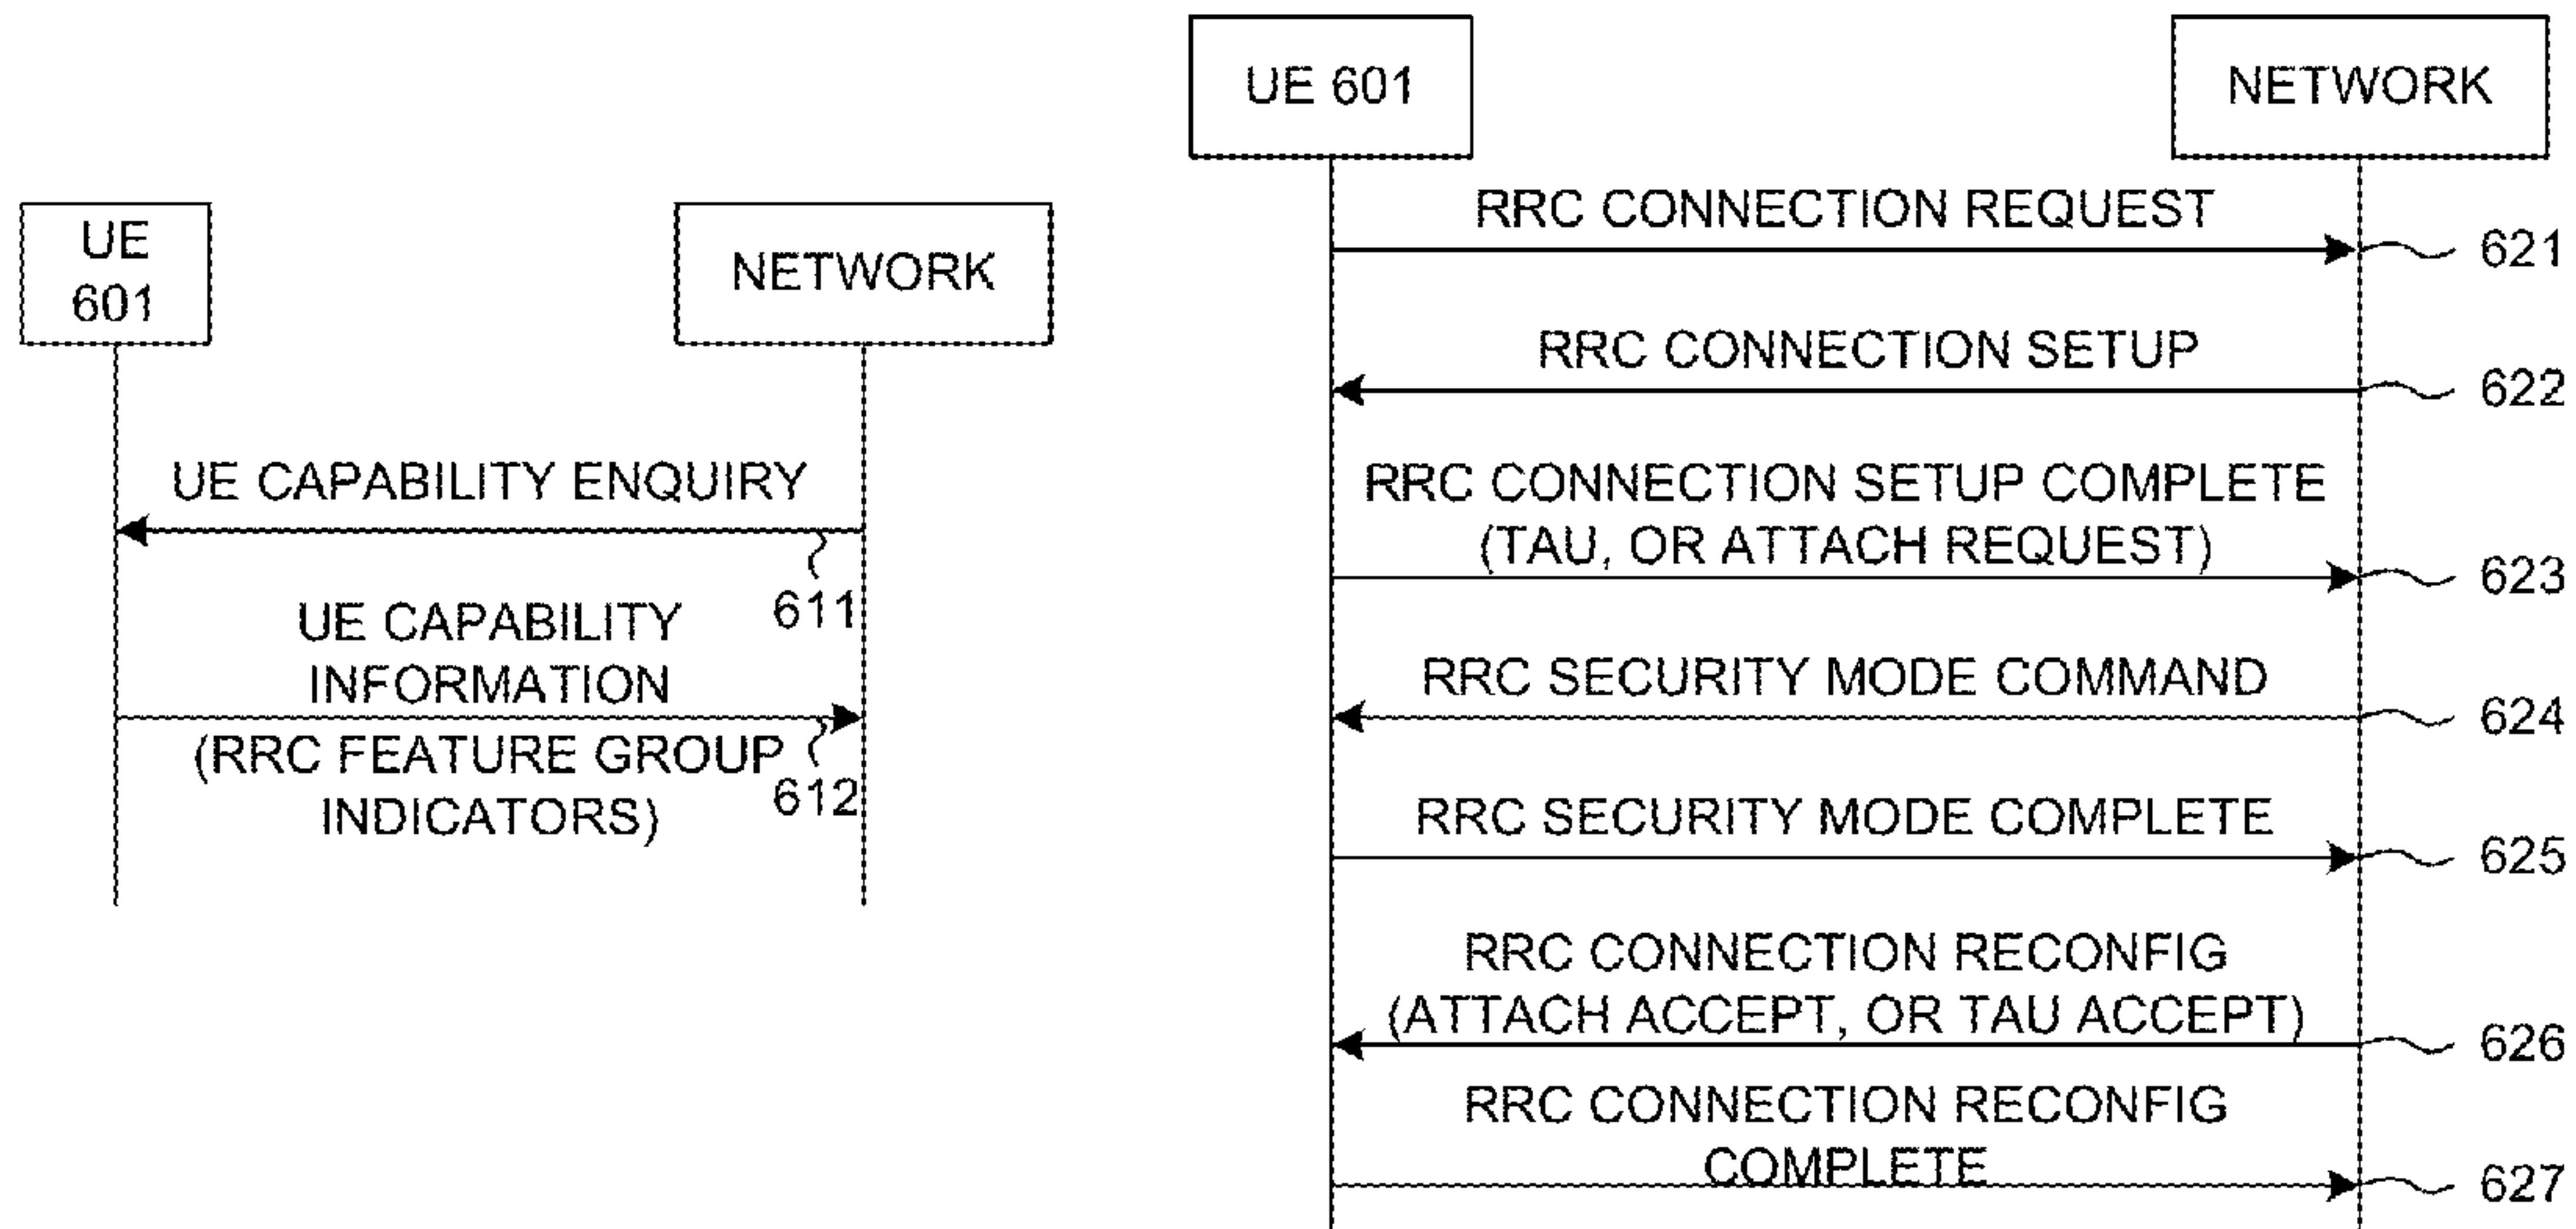 UE
601
NETWORK
UE CAPABILITY ENQUIRY
611
UE CAPABILITY
INFORMATION
(RRC FEATURE GROUP
INDICATORS)
612
UE 601
NETWORK
RRC CONNECTION REQUEST
621
RRC CONNECTION SETUP
622
RRC CONNECTION SETUP COMPLETE
(TAU, OR ATTACH REQUEST)
623
RRC SECURITY MODE COMMAND
624
RRC SECURITY MODE COMPLETE
625
RRC CONNECTION RECONFIG
(ATTACH ACCEPT, OR TAU ACCEPT)
626
RRC CONNECTION RECONFIG
COMPLETE
627